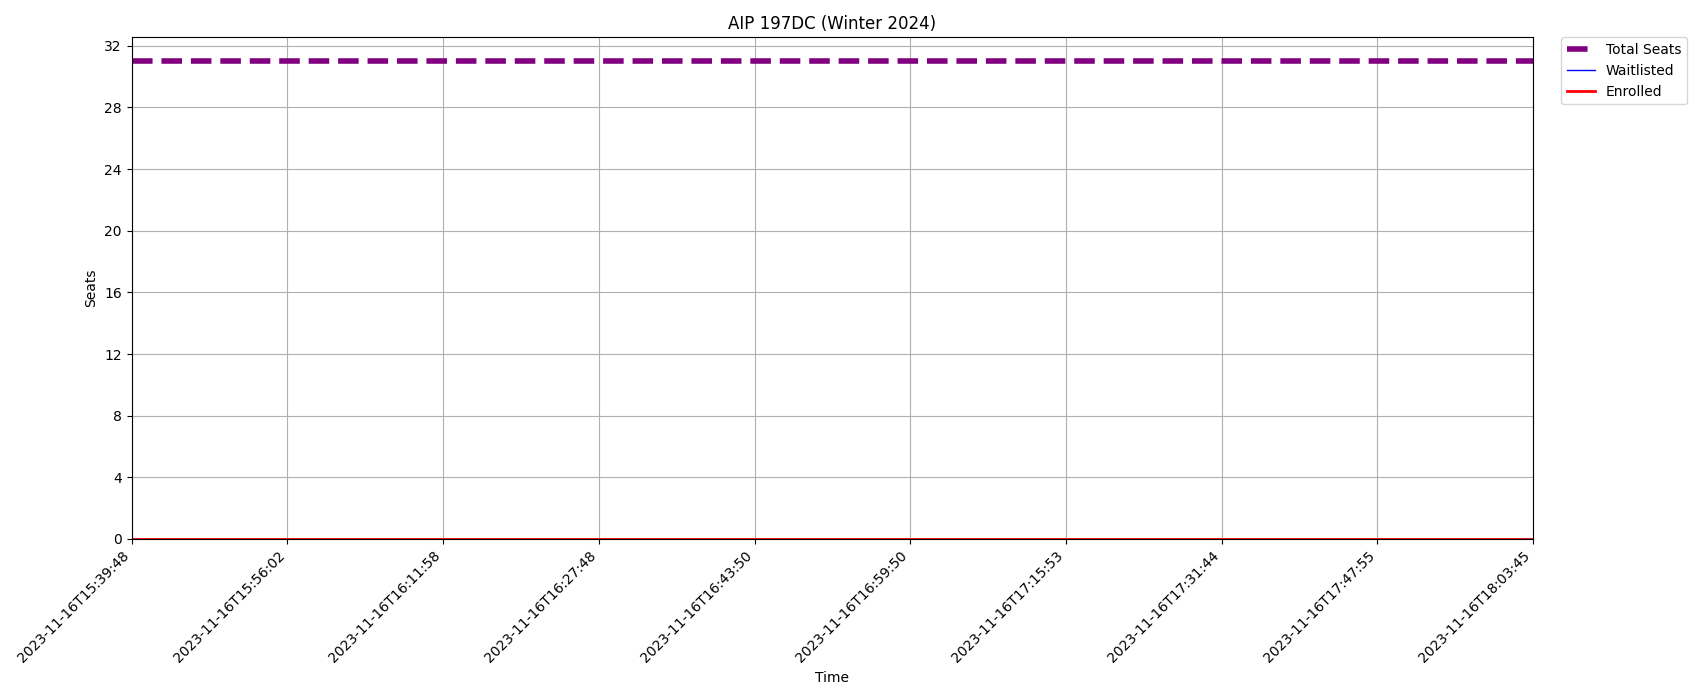 AIP 197DC (Winter 2024)
Total Seats
Waitlisted
Enrolled
Seats
32
28
24
20
16
12
8
4
0
2023-11-16T15:39:48
2023-11-16T15:56:02
2023-11-16T16:11:58
2023-11-16T16:27:48
2023-11-16T16:43:50
2023-11-16T16:59:50
2023-11-16T17:15:53
2023-11-16T17:31:44
2023-11-16T17:47:55
2023-11-16T18:03:45
Time